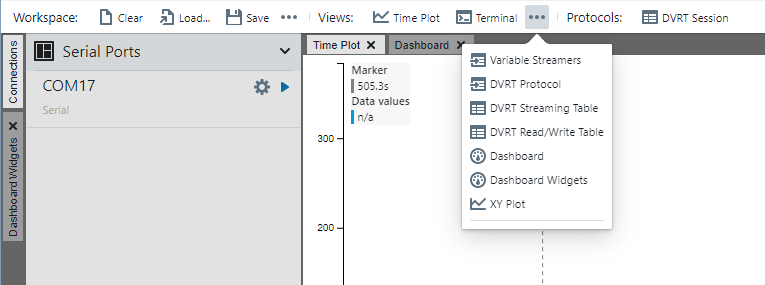 Workspace: Clear Load... Save ••• Views: Time Plot Terminal ••• Protocols: DVRT Session
Connections
Dashboard Widgets ✕
Serial Ports
COM17
Serial
Time Plot ✕ Dashboard ✕
Marker
505.3s
Data values
n/a
300
200
Variable Streamers
DVRT Protocol
DVRT Streaming Table
DVRT Read/Write Table
Dashboard
Dashboard Widgets
XY Plot